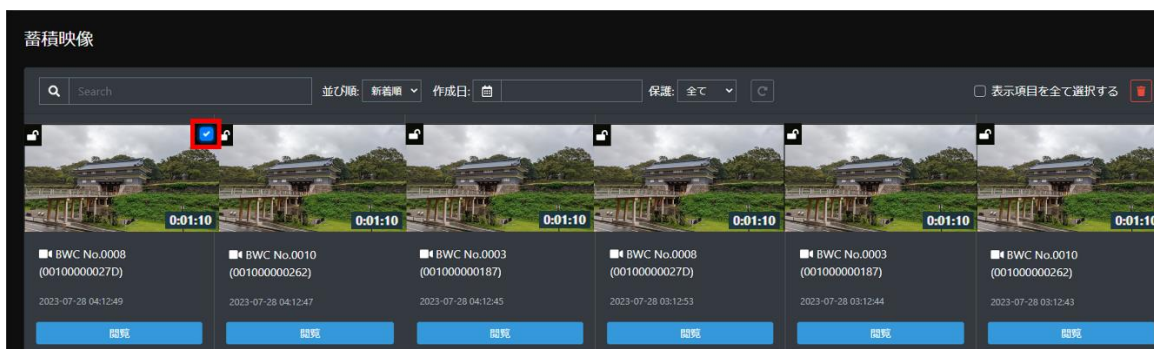 蓄積映像
Search 並び順: 新着順 作成日: 保護: 全て 表示項目を全て選択する
0:01:10 0:01:10 0:01:10 0:01:10 0:01:10 0:01:10
BWC No.0008 BWC No.0010 BWC No.0003 BWC No.0008 BWC No.0003 BWC No.0010
(00100000027D) (001000000262) (001000000187) (00100000027D) (001000000187) (001000000262)
2023-07-28 04:12:49 2023-07-28 04:12:47 2023-07-28 04:12:45 2023-07-28 03:12:53 2023-07-28 03:12:44 2023-07-28 03:12:43
閲覧 閲覧 閲覧 閲覧 閲覧 閲覧